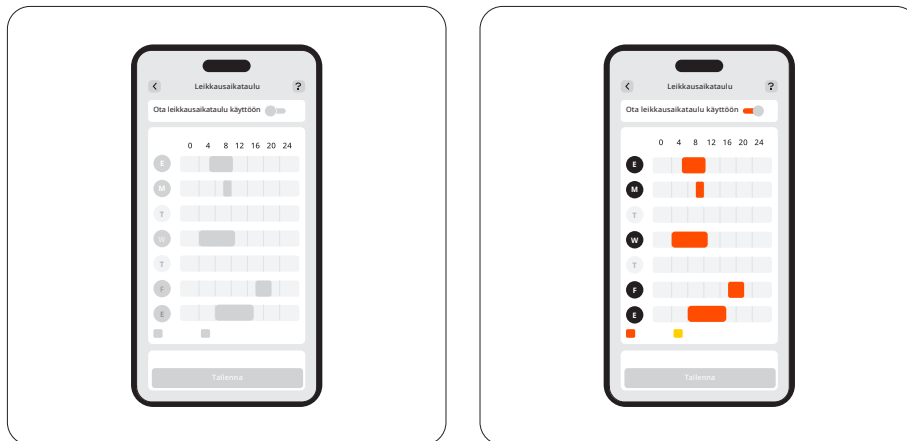 Leikkausaikataulu ?
Ota leikkausaikataulu käyttöön
0 4 8 12 16 20 24
E
M
T
W
T
F
E
Tallenna
Leikkausaikataulu ?
Ota leikkausaikataulu käyttöön
0 4 8 12 16 20 24
E
M
T
W
T
F
E
Tallenna